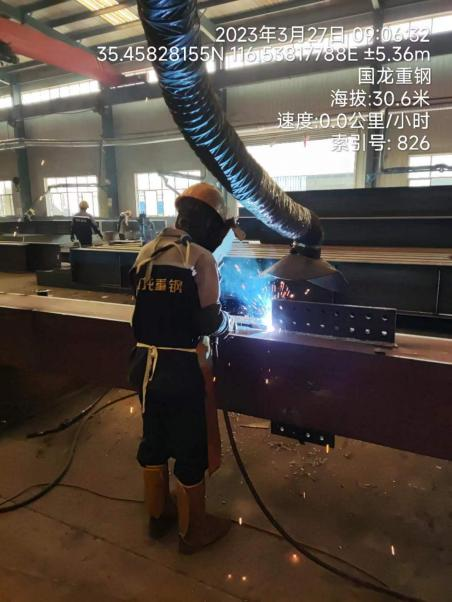 2023年3月27日 09:06:32
35.45828155N 116.53817788E ±5.36m
国龙重钢
海拔:30.6米
速度:0.0公里/小时
索引号: 826
龙重钢